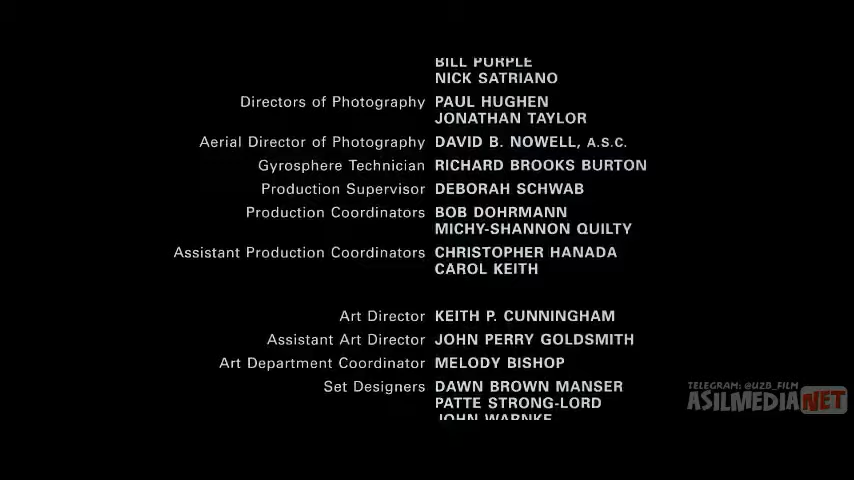 BILL PURPLE
NICK SATRIANO
Directors of Photography PAUL HUGHEN
JONATHAN TAYLOR
Aerial Director of Photography DAVID B. NOWELL, A.S.C.
Gyrosphere Technician RICHARD BROOKS BURTON
Production Supervisor DEBORAH SCHWAB
Production Coordinators BOB DOHRMANN
MICHY-SHANNON QUILTY
Assistant Production Coordinators CHRISTOPHER HANADA
CAROL KEITH
Art Director KEITH P. CUNNINGHAM
Assistant Art Director JOHN PERRY GOLDSMITH
Art Department Coordinator MELODY BISHOP
Set Designers DAWN BROWN MANSER
PATTE STRONG-LORD
JOHN WARNKE
TELEGRAM: @UZB_FILM
ASILMEDIA.NET